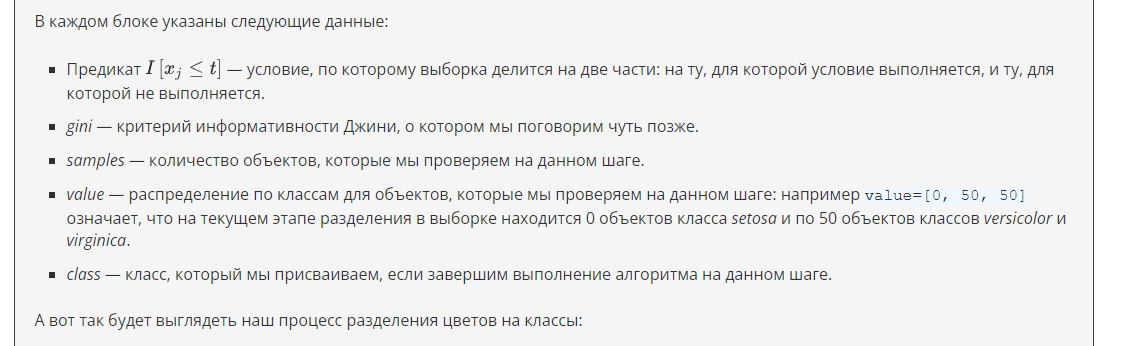 В каждом блоке указаны следующие данные:
▪ Предикат I [xⱼ ≤ t] — условие, по которому выборка делится на две части: на ту, для которой условие выполняется, и ту, для
которой не выполняется.
▪ gini — критерий информативности Джини, о котором мы поговорим чуть позже.
▪ samples — количество объектов, которые мы проверяем на данном шаге.
▪ value — распределение по классам для объектов, которые мы проверяем на данном шаге: например value=[0, 50, 50]
означает, что на текущем этапе разделения в выборке находится 0 объектов класса setosa и по 50 объектов классов versicolor и
virginica.
▪ class — класс, который мы присваиваем, если завершим выполнение алгоритма на данном шаге.
А вот так будет выглядеть наш процесс разделения цветов на классы: